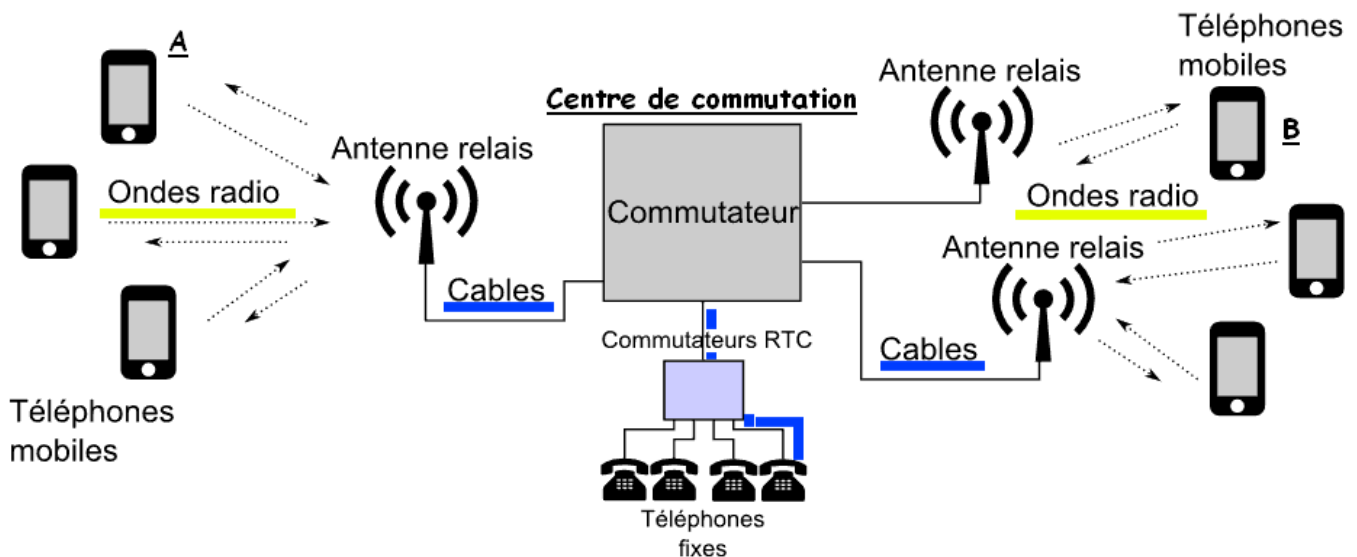 A
Téléphones
mobiles
Antenne relais
Centre de commutation
B
Antenne relais
Ondes radio
Commutateur
Ondes radio
Antenne relais
Cables
Commutateurs RTC
Cables
Téléphones
mobiles
Téléphones
fixes